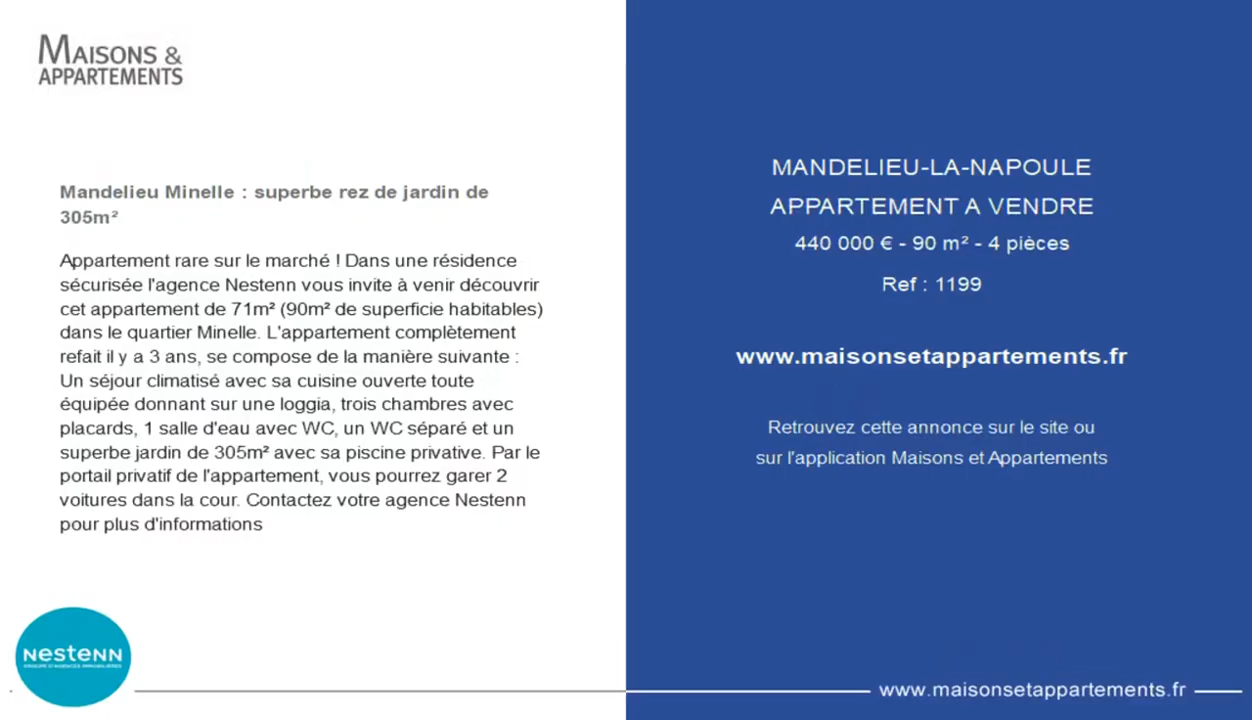 MAISONS &
APPARTEMENTS
Mandelieu Minelle : superbe rez de jardin de
305m²
Appartement rare sur le marché ! Dans une résidence
sécurisée l'agence Nestenn vous invite à venir découvrir
cet appartement de 71m² (90m² de superficie habitables)
dans le quartier Minelle. L'appartement complètement
refait il y a 3 ans, se compose de la manière suivante :
Un séjour climatisé avec sa cuisine ouverte toute
équipée donnant sur une loggia, trois chambres avec
placards, 1 salle d'eau avec WC, un WC séparé et un
superbe jardin de 305m² avec sa piscine privative. Par le
portail privatif de l'appartement, vous pourrez garer 2
voitures dans la cour. Contactez votre agence Nestenn
pour plus d'informations
nestenn
GROUPE D'AGENCES IMMOBILIÈRES
MANDELIEU-LA-NAPOULE
APPARTEMENT A VENDRE
440 000 € - 90 m² - 4 pièces
Ref : 1199
www.maisonsetappartements.fr
Retrouvez cette annonce sur le site ou
sur l'application Maisons et Appartements
www.maisonsetappartements.fr